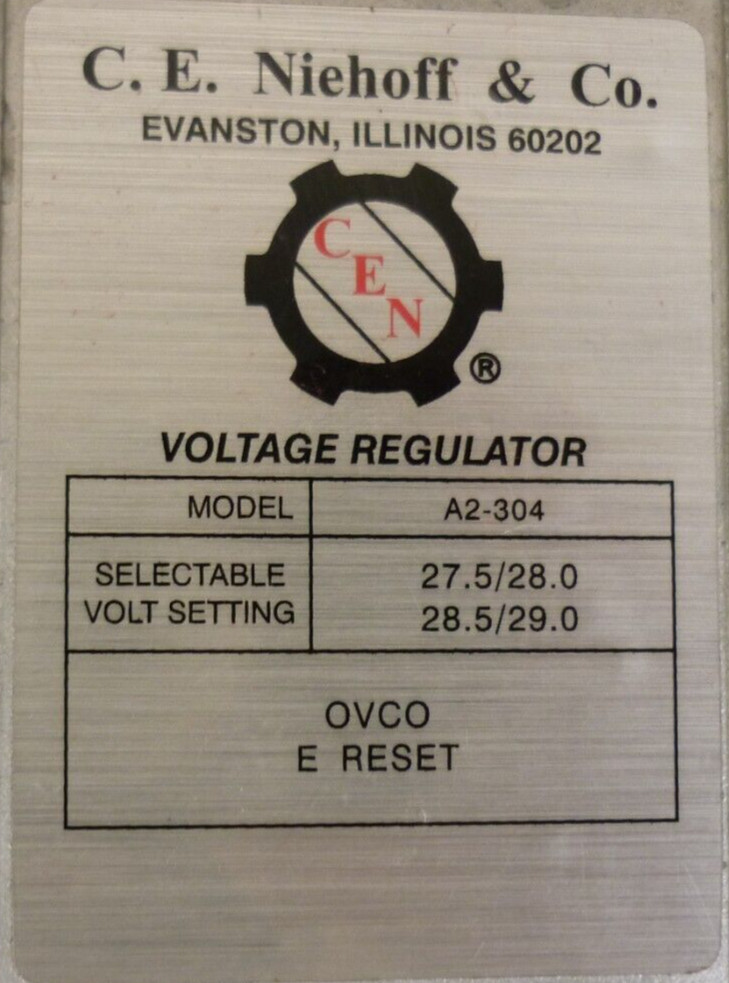 C. E. Niehoff & Co.
EVANSTON, ILLINOIS 60202
C
E
N
®
VOLTAGE REGULATOR
MODEL A2-304
SELECTABLE 27.5/28.0
VOLT SETTING 28.5/29.0
OVCO
E RESET